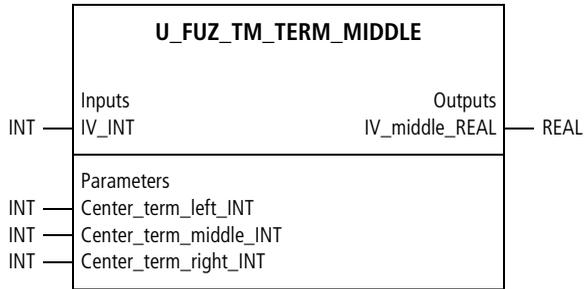 U_FUZ_TM_TERM_MIDDLE
Inputs Outputs
INT IV_INT IV_middle_REAL REAL
Parameters
INT Center_term_left_INT
INT Center_term_middle_INT
INT Center_term_right_INT